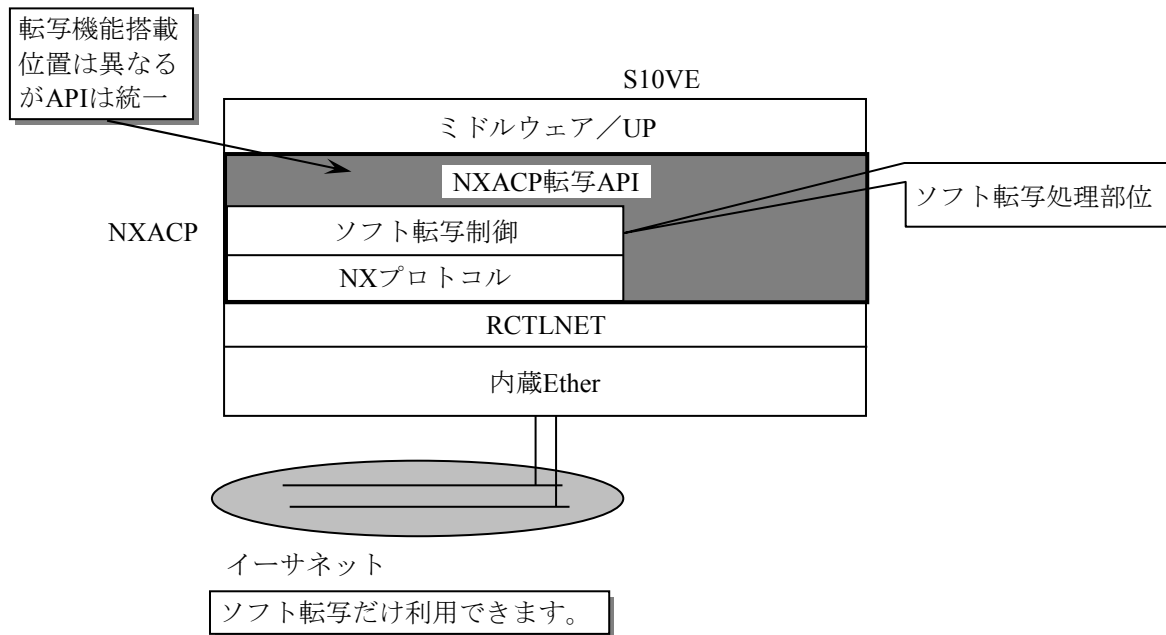 転写機能搭載
位置は異なる
がAPIは統一
S10VE
ミドルウェア／UP
NXACP転写API
ソフト転写処理部位
NXACP
ソフト転写制御
NXプロトコル
RCTLNET
内蔵Ether
イーサネット
ソフト転写だけ利用できます。